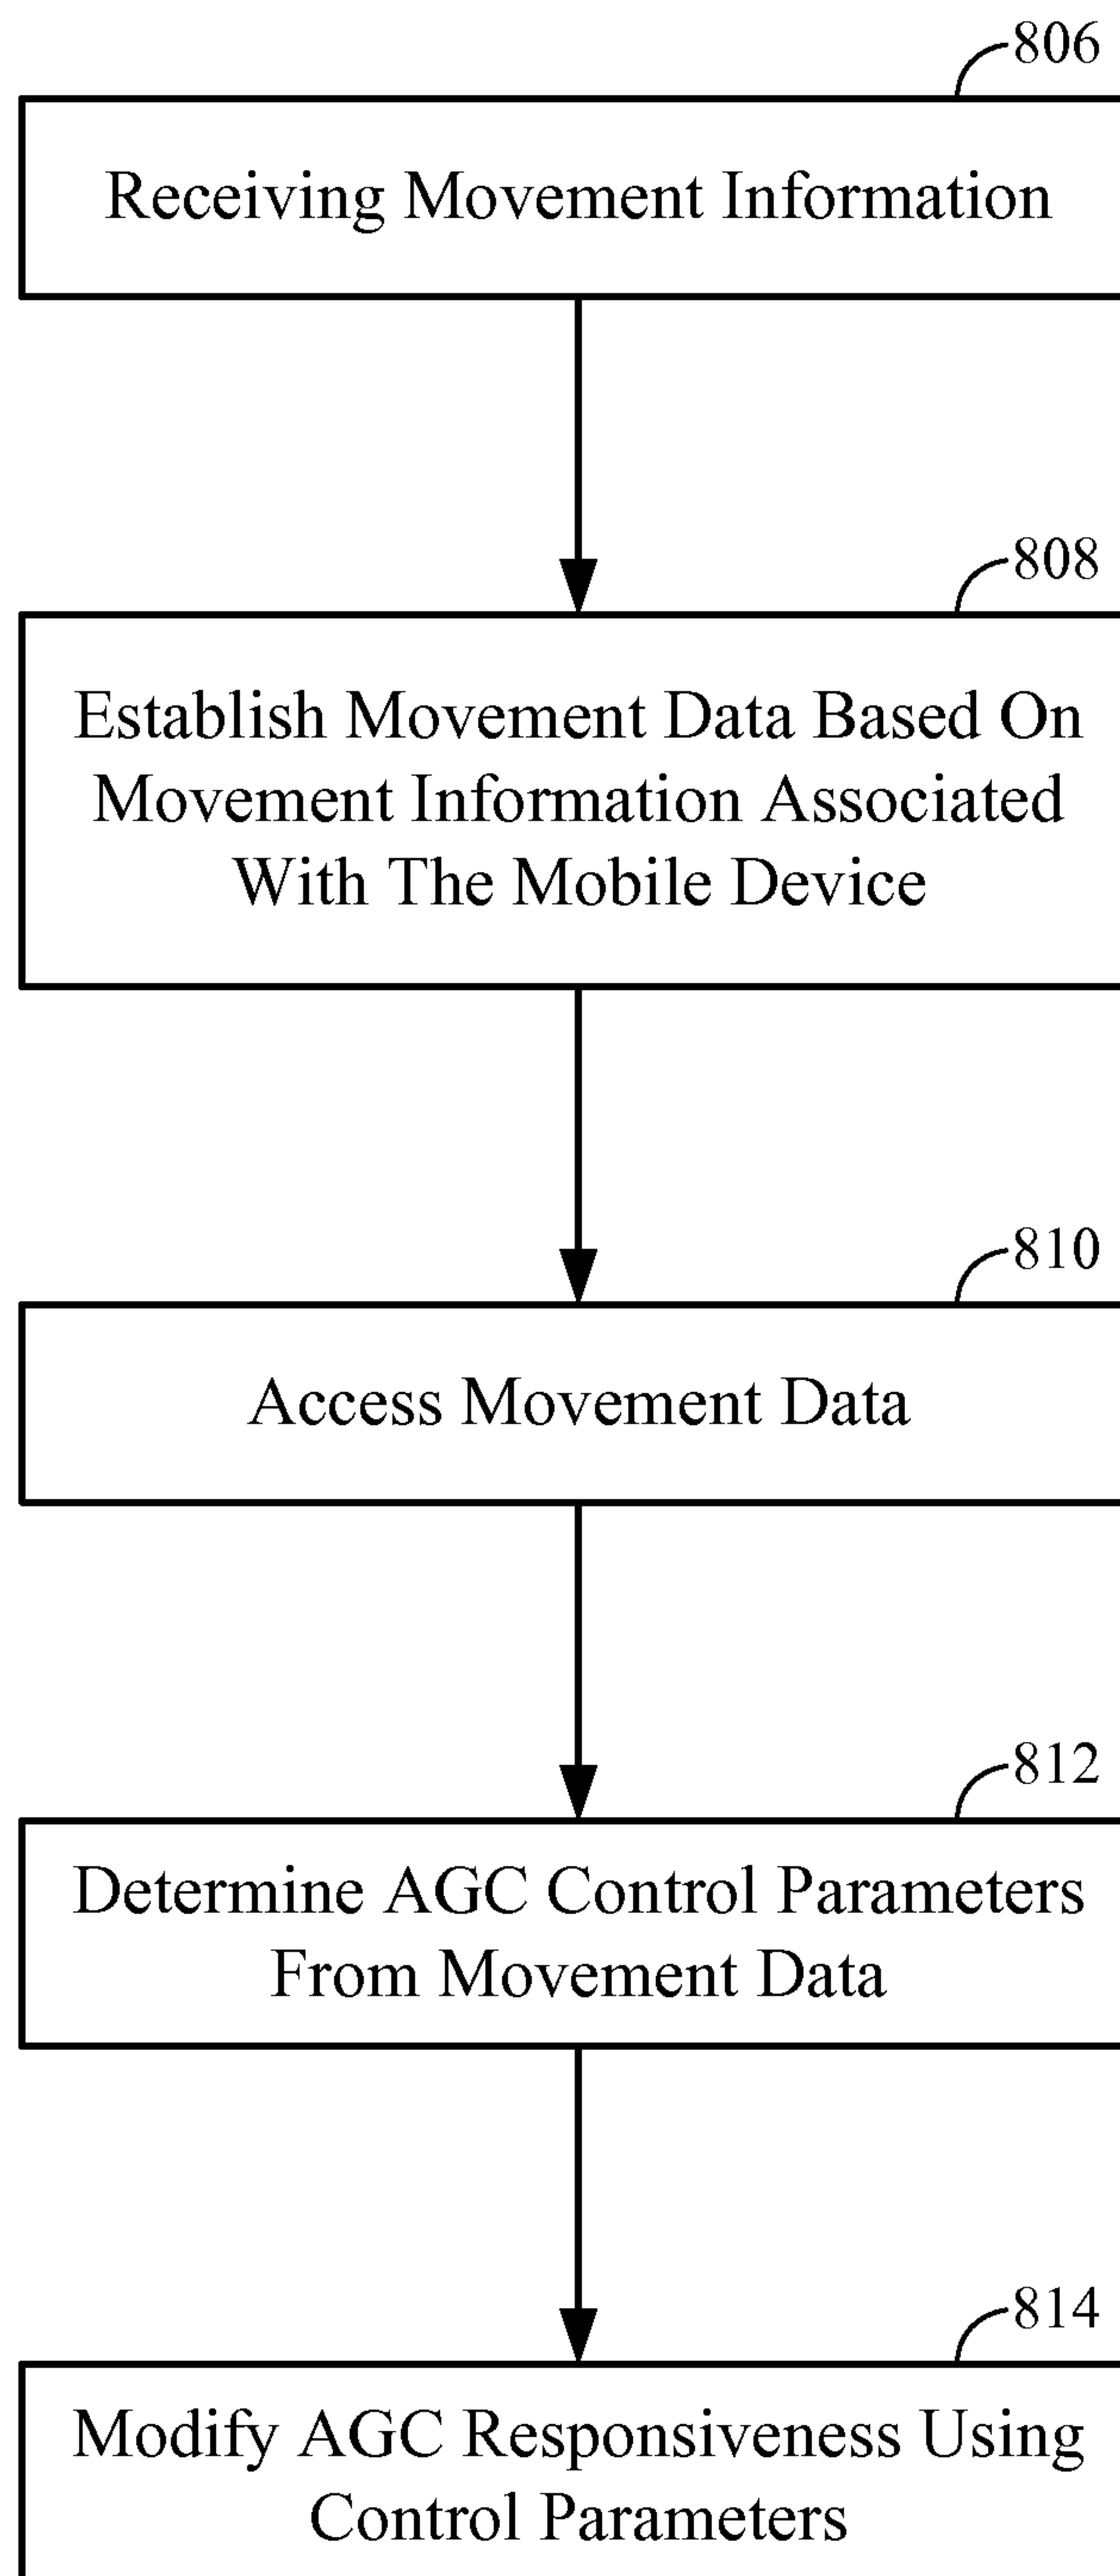 806
Receiving Movement Information
808
Establish Movement Data Based On
Movement Information Associated
With The Mobile Device
810
Access Movement Data
812
Determine AGC Control Parameters
From Movement Data
814
Modify AGC Responsiveness Using
Control Parameters